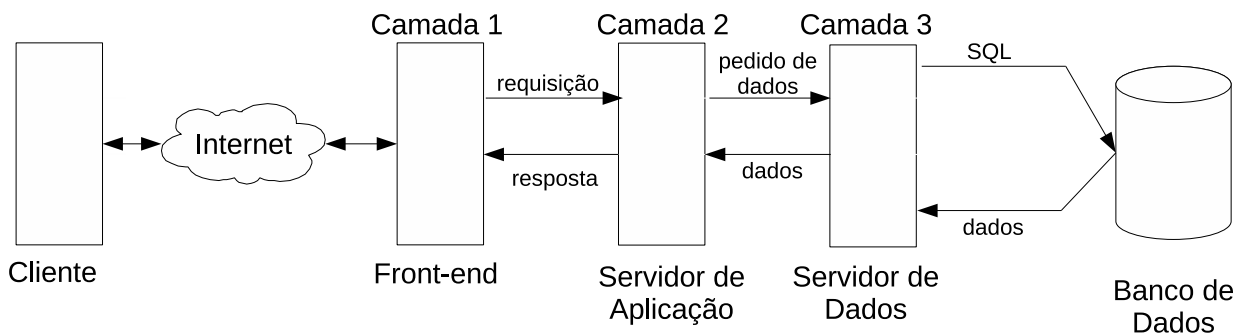 Camada 1
Camada 2
Camada 3
requisição
pedido de
dados
SQL
Internet
resposta
dados
dados
Cliente
Front-end
Servidor de
Aplicação
Servidor de
Dados
Banco de
Dados